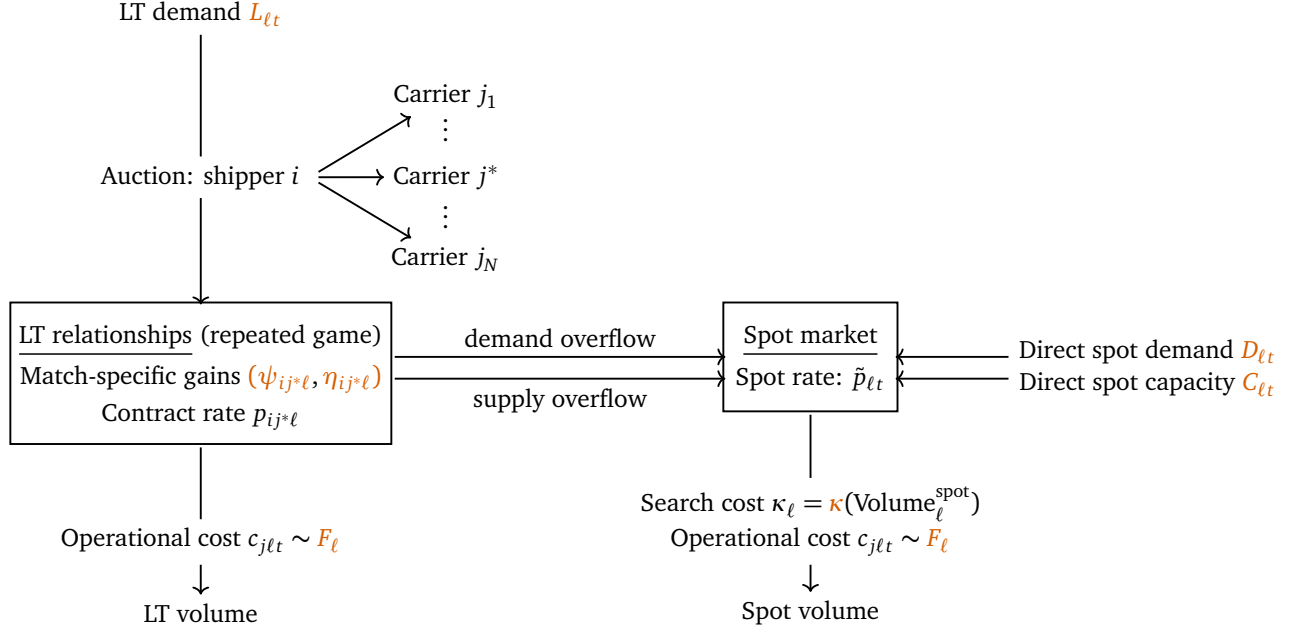 LT demand L_{ℓt}
Carrier j_1
⋮
Auction: shipper i
Carrier j*
⋮
Carrier j_N
LT relationships (repeated game)
Match-specific gains (ψ_{ij*ℓ}, η_{ij*ℓ})
Contract rate p_{ij*ℓ}
demand overflow
supply overflow
Spot market
Spot rate: p̃_{ℓt}
Direct spot demand D_{ℓt}
Direct spot capacity C_{ℓt}
Operational cost c_{jℓt} ∼ F_ℓ
LT volume
Search cost κ_ℓ = κ(Volume_ℓ^{spot})
Operational cost c_{jℓt} ∼ F_ℓ
Spot volume